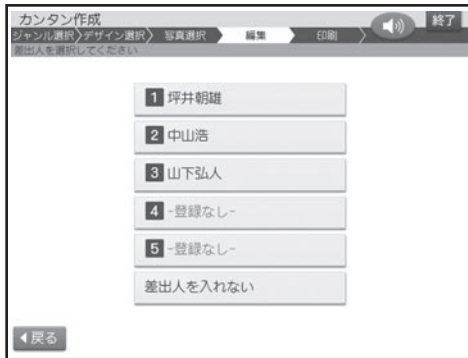 カンタン作成
終了
ジャンル選択〉デザイン選択〉 写真選択 編集 印刷
差出人を選択してください
1 坪井朝雄
2 中山浩
3 山下弘人
4 -登録なし-
5 -登録なし-
差出人を入れない
戻る